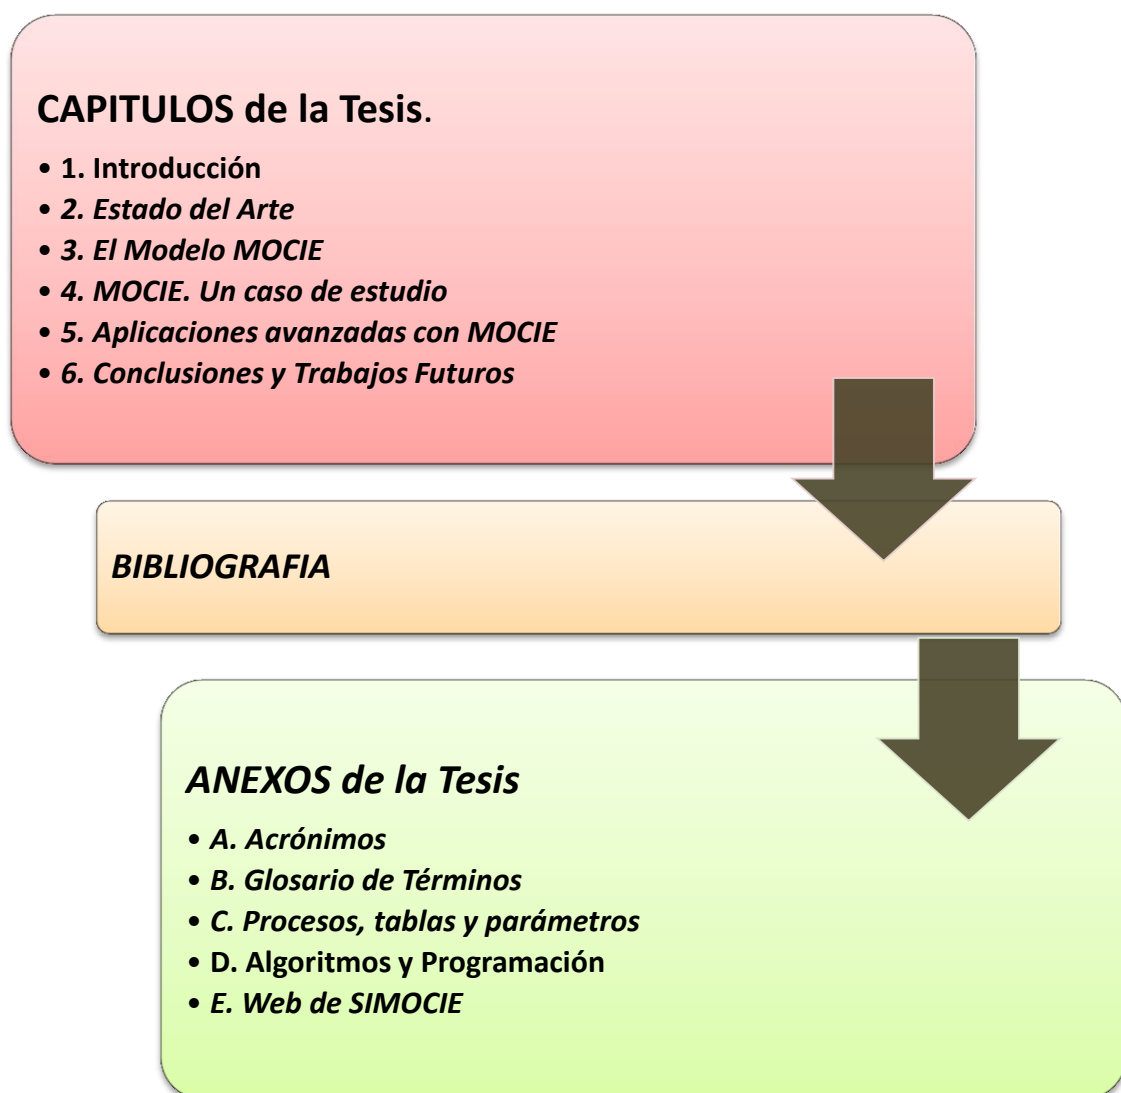 CAPITULOS de la Tesis.
• 1. Introducción
• 2. Estado del Arte
• 3. El Modelo MOCIE
• 4. MOCIE. Un caso de estudio
• 5. Aplicaciones avanzadas con MOCIE
• 6. Conclusiones y Trabajos Futuros
BIBLIOGRAFIA
ANEXOS de la Tesis
• A. Acrónimos
• B. Glosario de Términos
• C. Procesos, tablas y parámetros
• D. Algoritmos y Programación
• E. Web de SIMOCIE